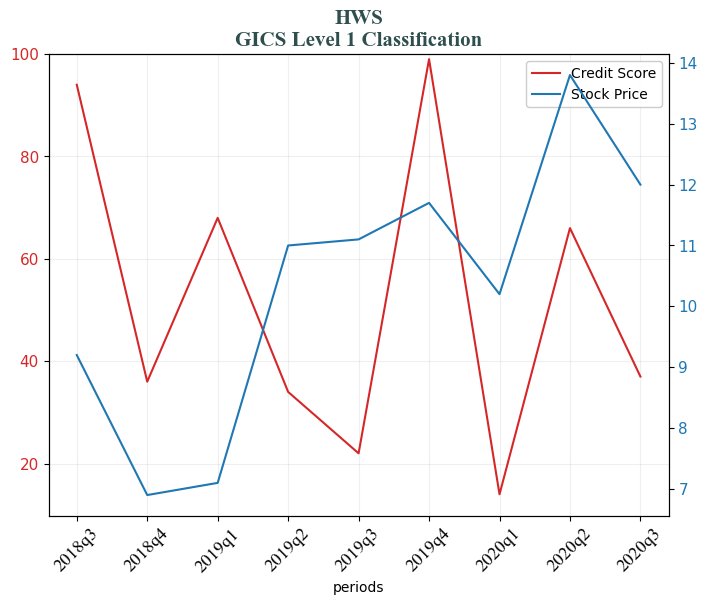 HWS
GICS Level 1 Classification
100
80
60
40
20
14
13
12
11
10
9
8
7
Credit Score
Stock Price
2018q3
2018q4
2019q1
2019q2
2019q3
2019q4
2020q1
2020q2
2020q3
periods